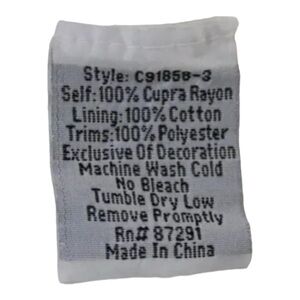 Style: C91856-3
Self:100% Cupra Rayon
Lining:100% Cotton
Trims:100% Polyester
Exclusive Of Decoration
Machine Wash Cold
No Bleach
Tumble Dry Low
Remove Promptly
Rn# 87291
Made In China